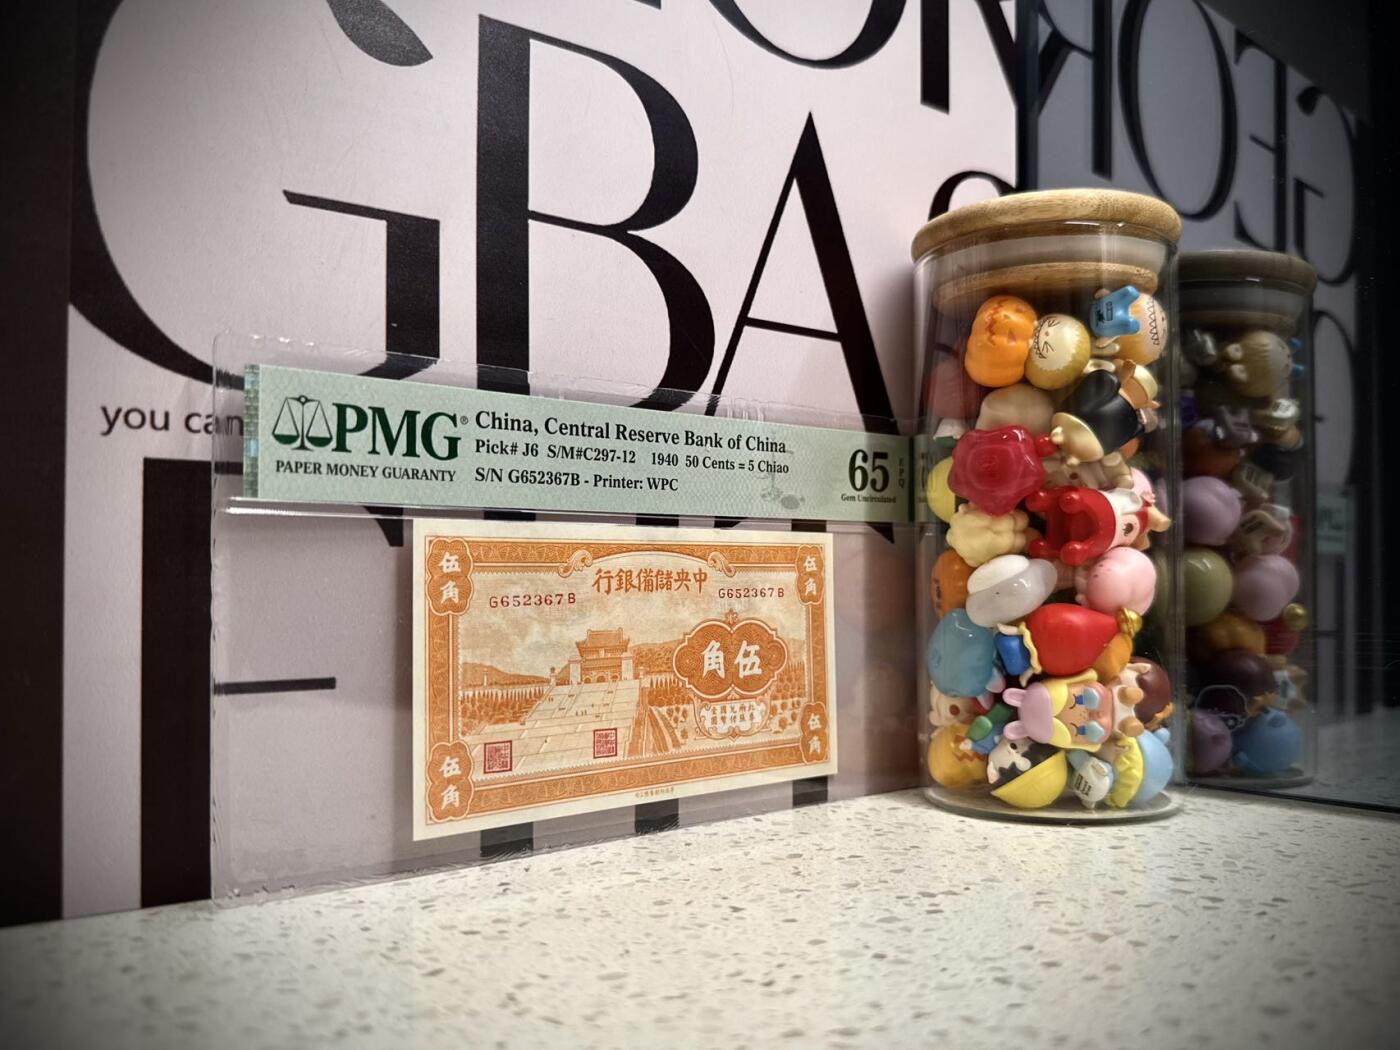 GBA
you can
PMG®
PAPER MONEY GUARANTY
China, Central Reserve Bank of China
Pick# J6 S/M#C297-12 1940 50 Cents = 5 Chiao
S/N G652367B - Printer: WPC
65
EPQ
Gem Uncirculated
行銀備儲央中
伍角
伍角
G652367B
G652367B
角伍
伍角
伍角